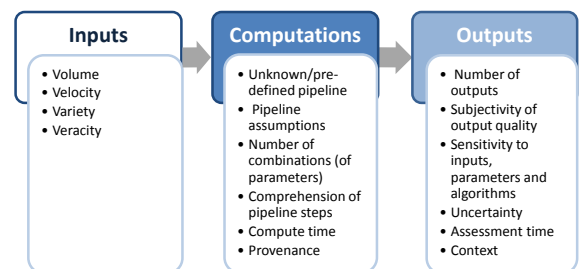 Inputs
• Volume
• Velocity
• Variety
• Veracity
Computations
• Unknown/pre-
defined pipeline
• Pipeline
assumptions
• Number of
combinations (of
parameters)
• Comprehension of
pipeline steps
• Compute time
• Provenance
Outputs
• Number of
outputs
• Subjectivity of
output quality
• Sensitivity to
inputs,
parameters and
algorithms
• Uncertainty
• Assessment time
• Context